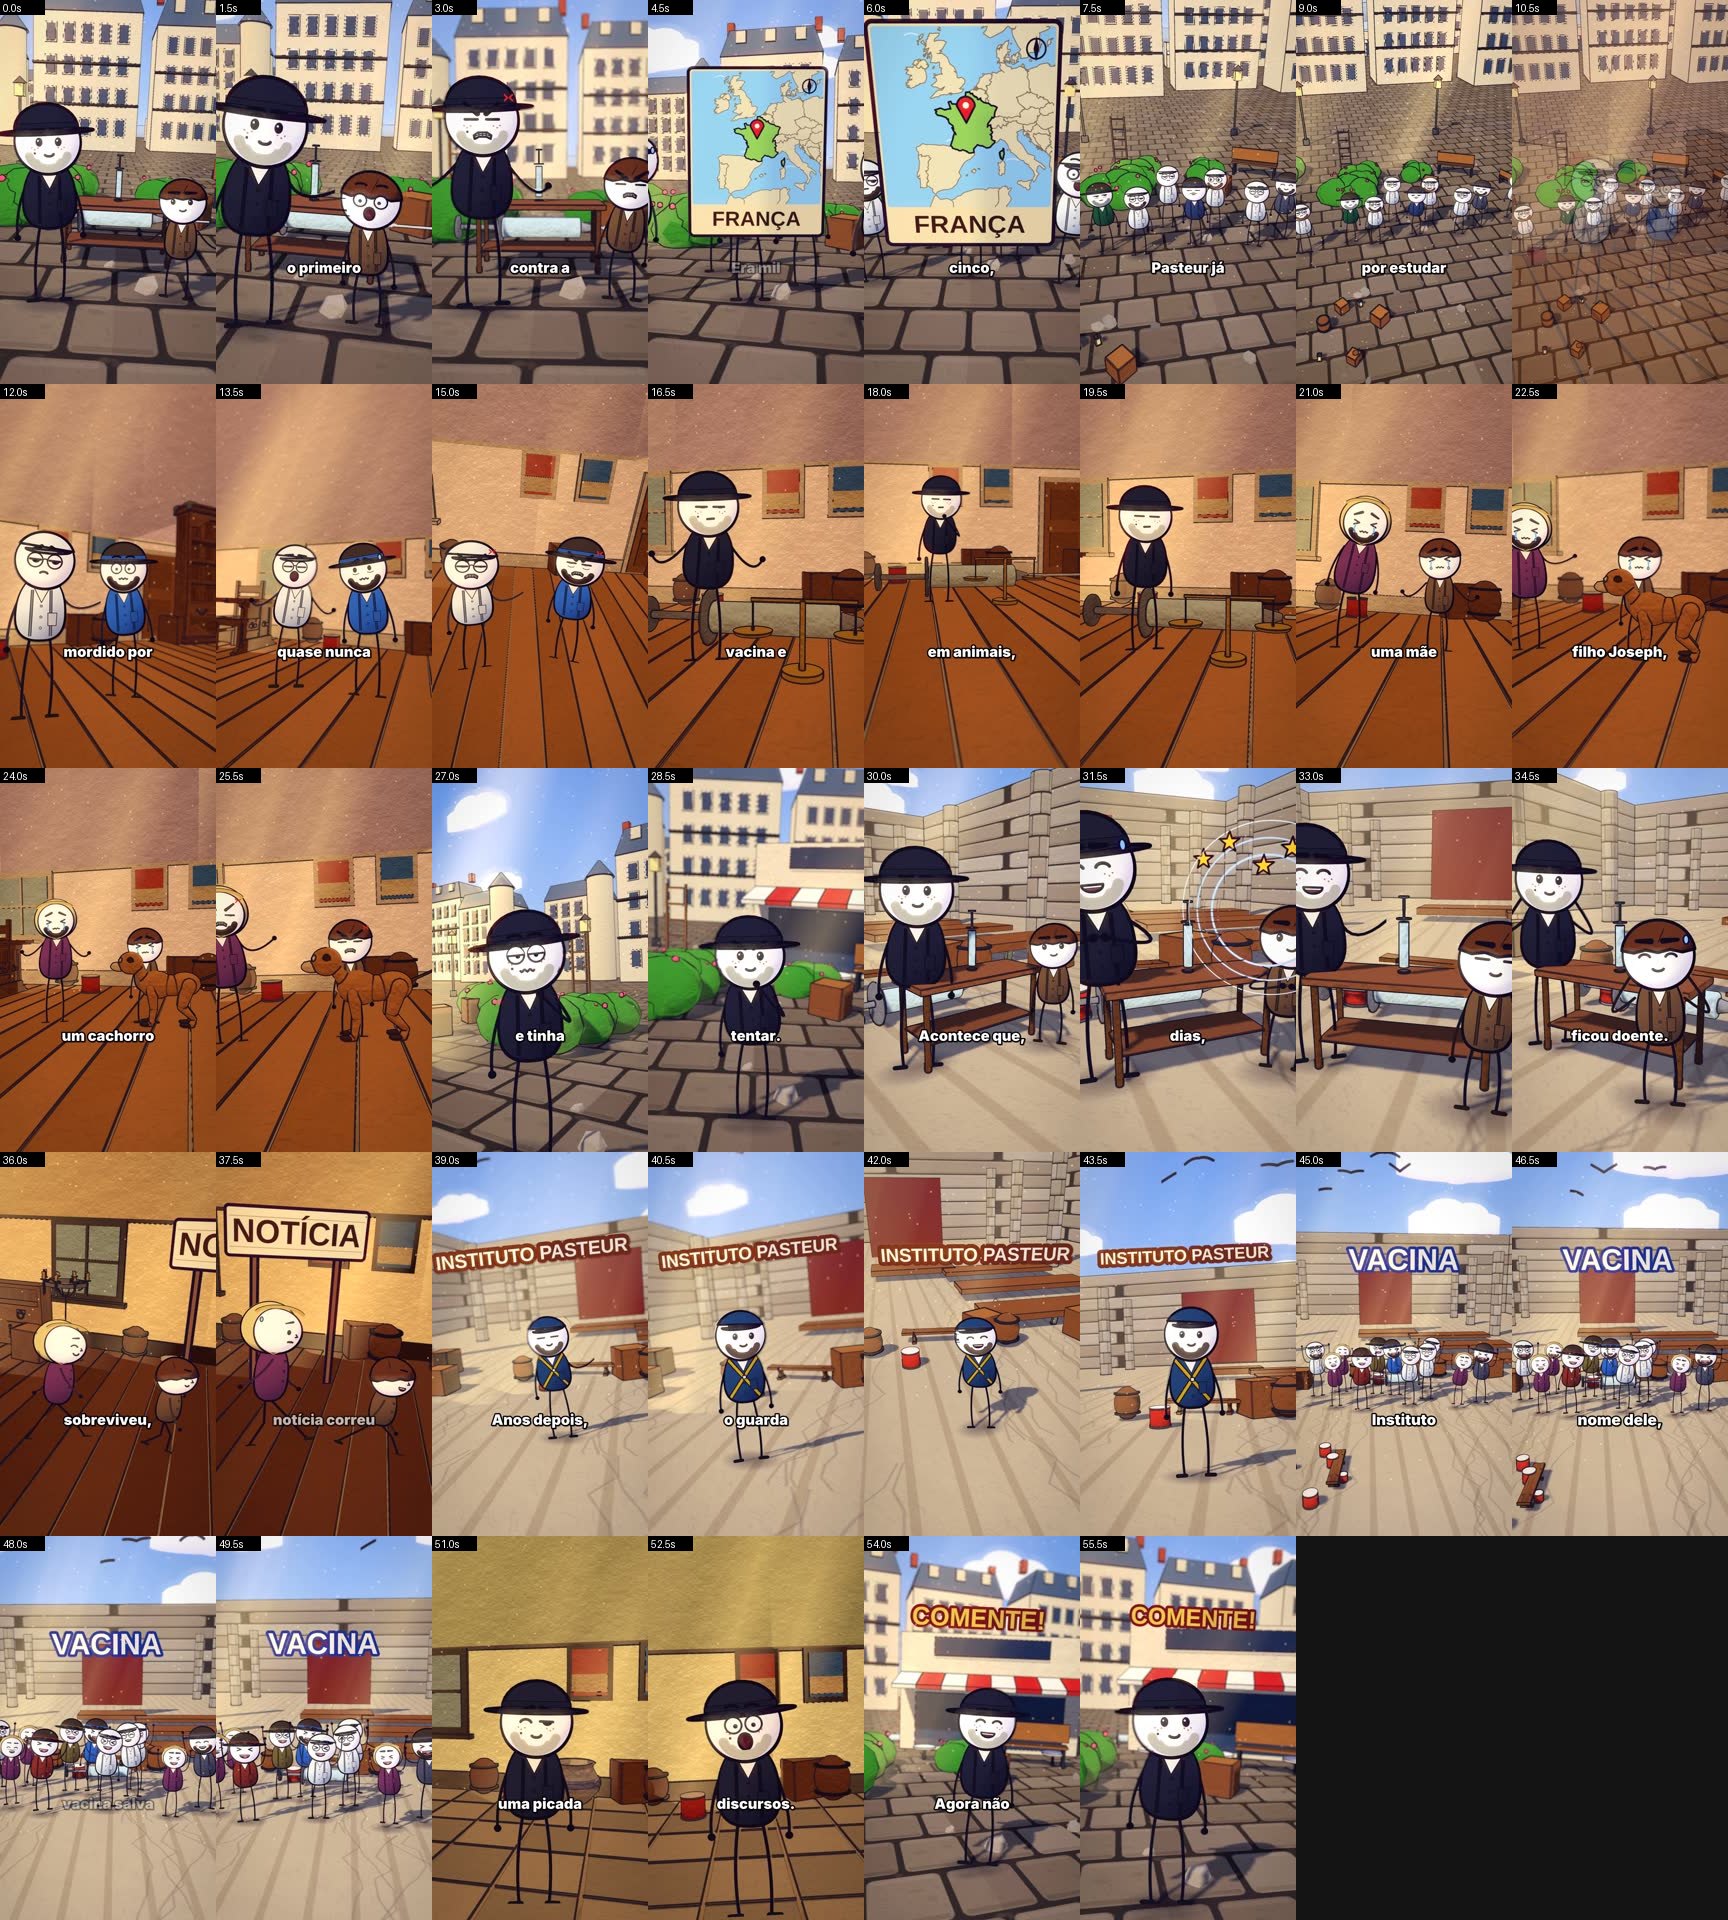 0.0s
1.5s
o primeiro
3.0s
contra a
4.5s
FRANÇA
Era mil
6.0s
FRANÇA
cinco,
7.5s
Pasteur já
9.0s
por estudar
10.5s
12.0s
mordido por
13.5s
quase nunca
15.0s
16.5s
vacina e
18.0s
em animais,
19.5s
21.0s
uma mãe
22.5s
filho Joseph,
24.0s
um cachorro
25.5s
27.0s
e tinha
28.5s
tentar.
30.0s
Acontece que,
31.5s
dias,
33.0s
34.5s
ficou doente.
36.0s
NO
sobreviveu,
37.5s
NOTÍCIA
notícia correu
39.0s
INSTITUTO PASTEUR
Anos depois,
40.5s
INSTITUTO PASTEUR
o guarda
42.0s
INSTITUTO PASTEUR
43.5s
INSTITUTO PASTEUR
45.0s
VACINA
Instituto
46.5s
VACINA
nome dele,
48.0s
VACINA
vacina salva
49.5s
VACINA
51.0s
uma picada
52.5s
discursos.
54.0s
COMENTE!
Agora não
55.5s
COMENTE!